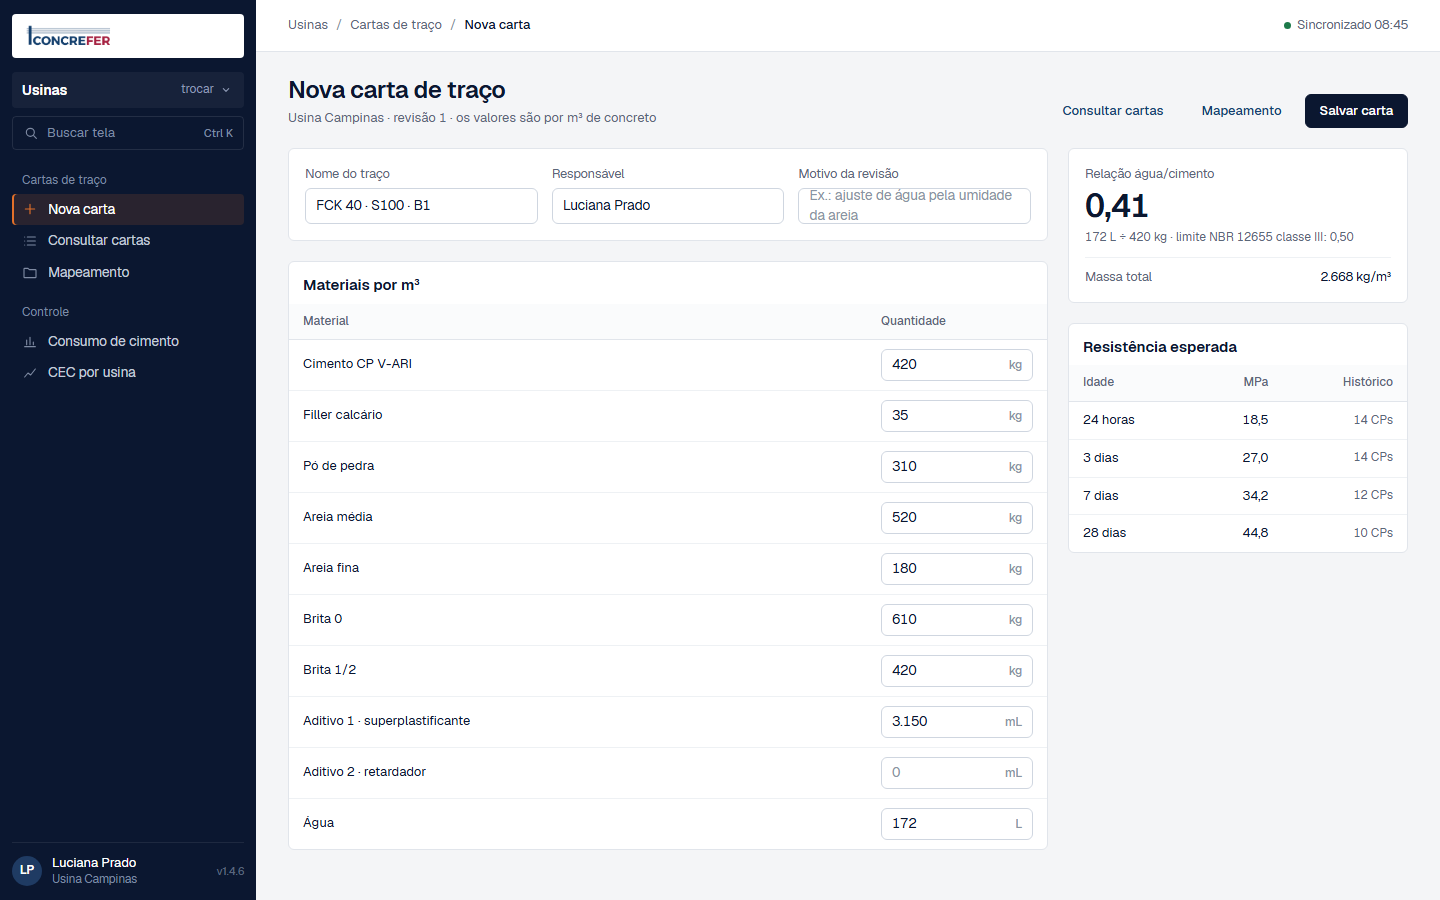 CONCREFER
Usinas
trocar
Buscar tela
Ctrl K
Cartas de traço
Nova carta
Consultar cartas
Mapeamento
Controle
Consumo de cimento
CEC por usina
LP
Luciana Prado
Usina Campinas
v1.4.6
Usinas / Cartas de traço / Nova carta
Sincronizado 08:45
Nova carta de traço
Usina Campinas · revisão 1 · os valores são por m³ de concreto
Consultar cartas
Mapeamento
Salvar carta
Nome do traço
FCK 40 · S100 · B1
Responsável
Luciana Prado
Motivo da revisão
Ex.: ajuste de água pela umidade
da areia
Materiais por m³
Material Quantidade
Cimento CP V-ARI 420 kg
Filler calcário 35 kg
Pó de pedra 310 kg
Areia média 520 kg
Areia fina 180 kg
Brita 0 610 kg
Brita 1/2 420 kg
Aditivo 1 · superplastificante 3.150 mL
Aditivo 2 · retardador 0 mL
Água 172 L
Relação água/cimento
0,41
172 L ÷ 420 kg · limite NBR 12655 classe III: 0,50
Massa total 2.668 kg/m³
Resistência esperada
Idade MPa Histórico
24 horas 18,5 14 CPs
3 dias 27,0 14 CPs
7 dias 34,2 12 CPs
28 dias 44,8 10 CPs